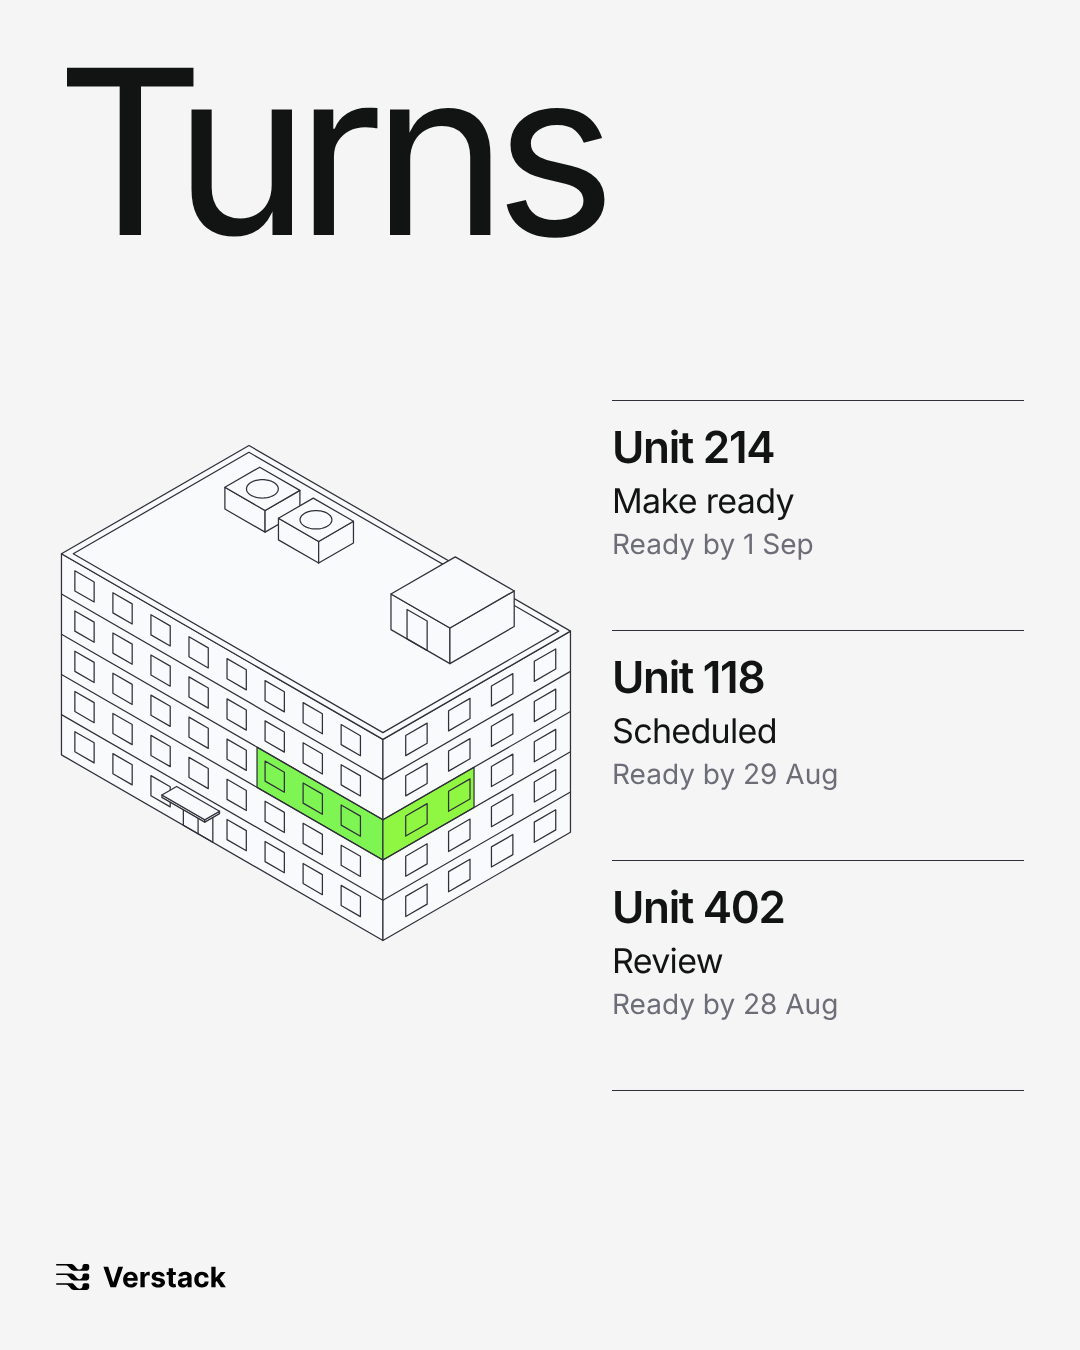 Turns
Unit 214
Make ready
Ready by 1 Sep
Unit 118
Scheduled
Ready by 29 Aug
Unit 402
Review
Ready by 28 Aug
Verstack